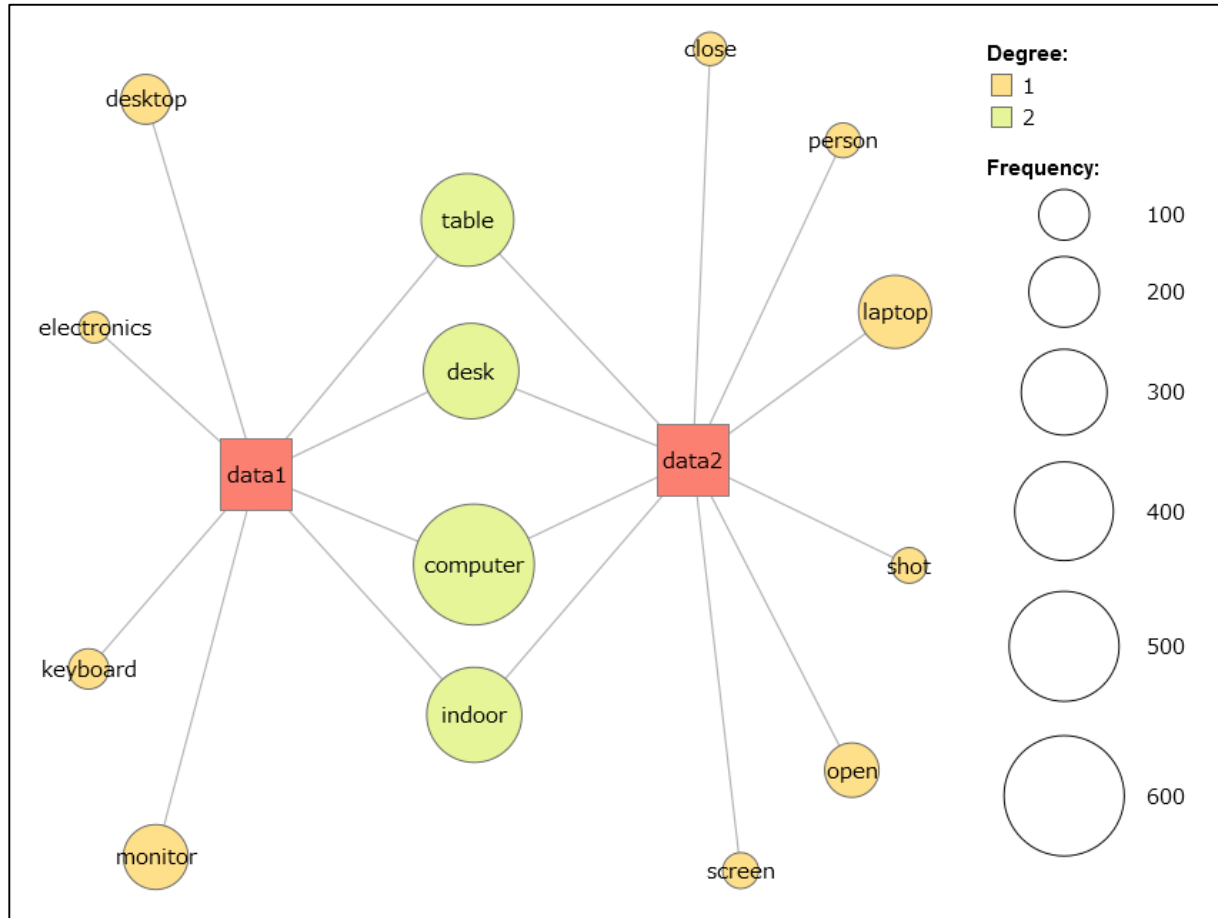 close
Degree:
desktop
1
2
person
Frequency:
table
100
200
laptop
electronics
desk
300
data1
data2
400
computer
shot
500
keyboard
indoor
open
600
monitor
screen